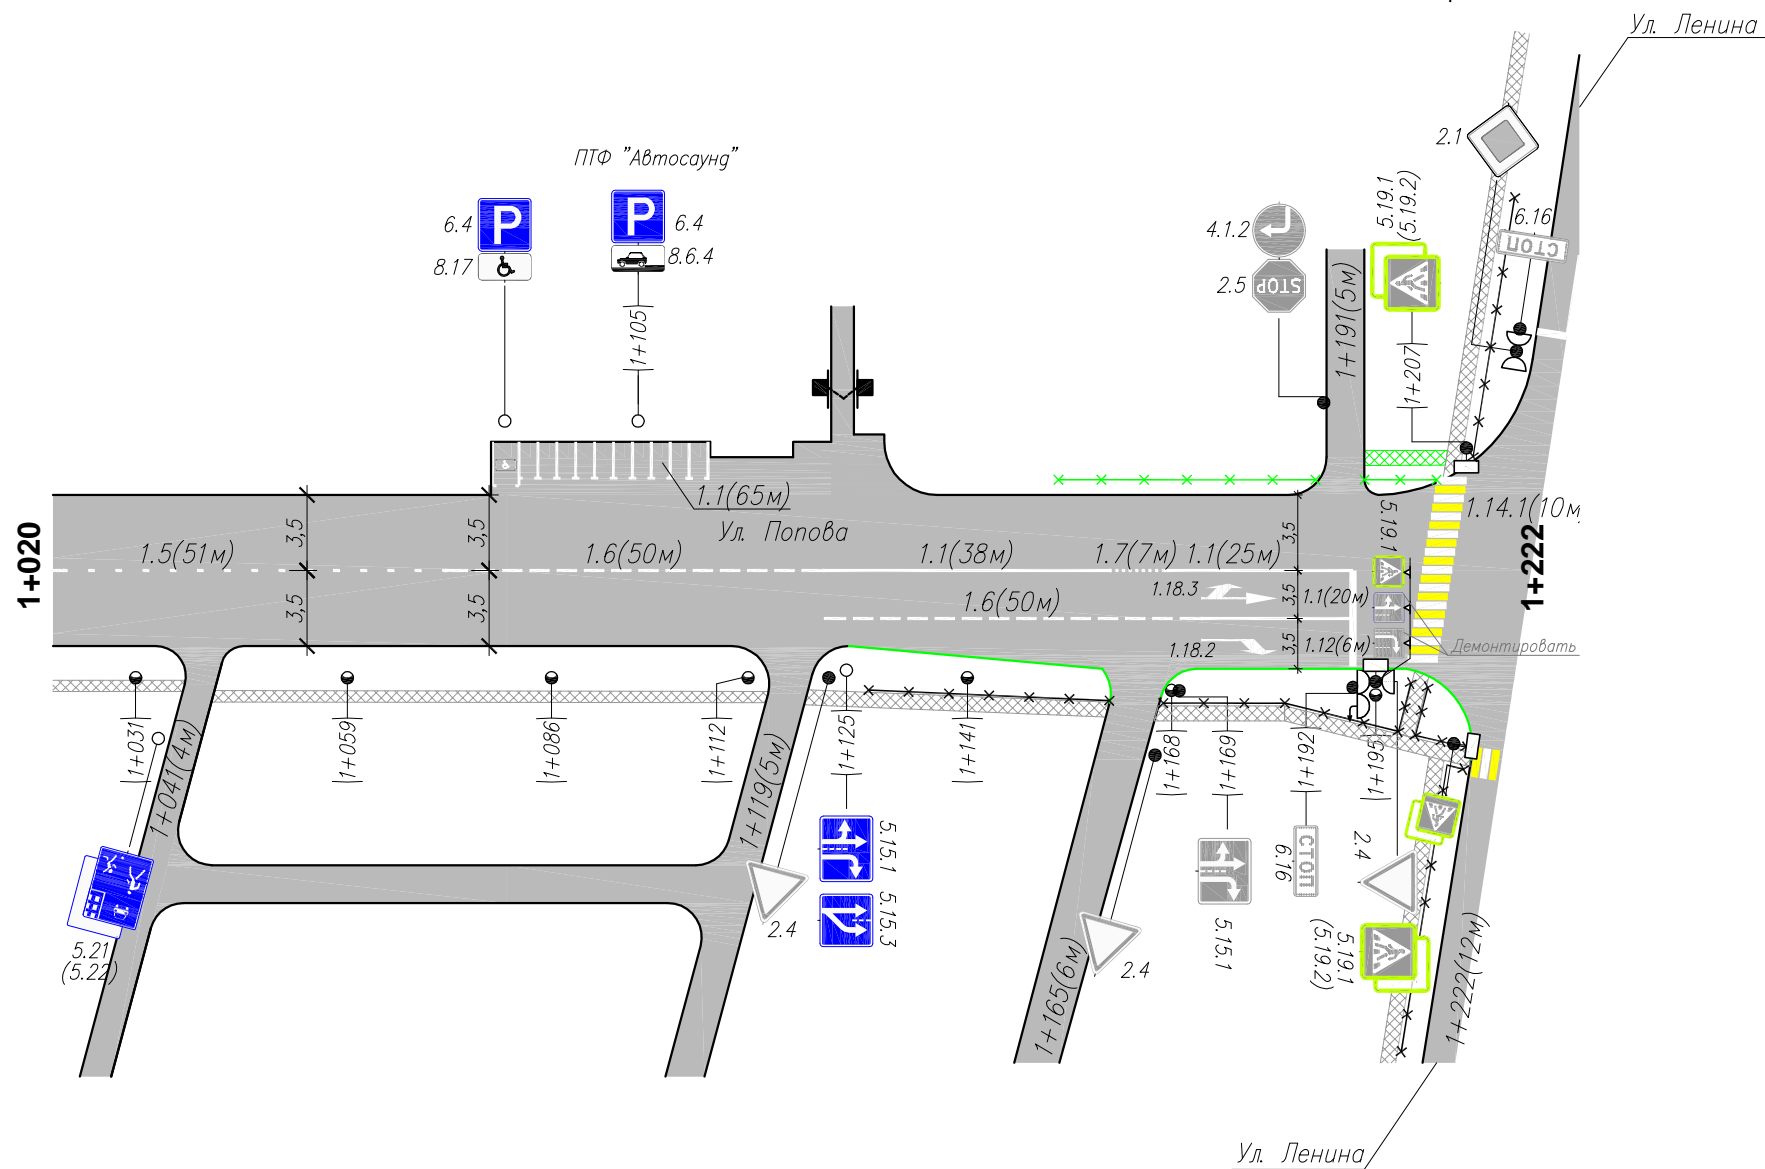 Ул. Ленина
2.1
ПТФ "Автосаунд"
5.19.1
(5.19.2)
6.16
СТОП
6.4
P
P
6.4
8.17
8.6.4
4.1.2
2.5
STOP
1+105
1+191(5м)
1+207
1.1(65м)
Ул. Попова
1.14.1(10м
1+020
3,5
3,5
3,5
3,5
3,5
3,5
3,5
1.5(51м)
1.6(50м)
1.1(38м)
1.7(7м)
1.1(25м)
5.19.1
1+222
1.18.3
1.6(50м)
1.1(20м)
1.18.2
1.12(6м)
Демонтировать
1+031
1+041(4м)
1+059
1+086
1+112
1+119(5м)
1+125
1+141
1+168
1+169
1+192
1+195
5.15.1
5.15.3
2.4
5.15.1
СТОП
6.16
2.4
5.21
(5.22)
2.4
1+165(6м)
5.19.1
(5.19.2)
1+222(12м)
Ул. Ленина